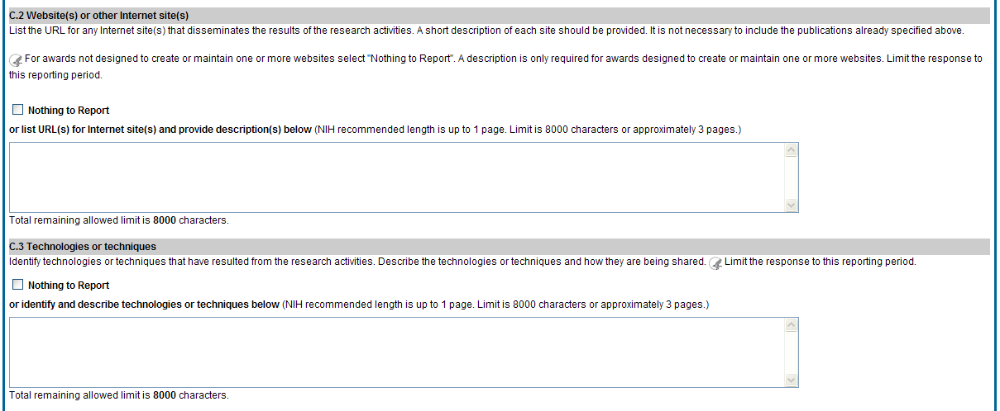 C.2 Website(s) or other Internet site(s)
List the URL for any Internet site(s) that disseminates the results of the research activities. A short description of each site should be provided. It is not necessary to include the publications already specified above.
For awards not designed to create or maintain one or more websites select "Nothing to Report". A description is only required for awards designed to create or maintain one or more websites. Limit the response to
this reporting period.
Nothing to Report
or list URL(s) for Internet site(s) and provide description(s) below (NIH recommended length is up to 1 page. Limit is 8000 characters or approximately 3 pages.)
Total remaining allowed limit is 8000 characters.
C.3 Technologies or techniques
Identify technologies or techniques that have resulted from the research activities. Describe the technologies or techniques and how they are being shared. Limit the response to this reporting period.
Nothing to Report
or identify and describe technologies or techniques below (NIH recommended length is up to 1 page. Limit is 8000 characters or approximately 3 pages.)
Total remaining allowed limit is 8000 characters.